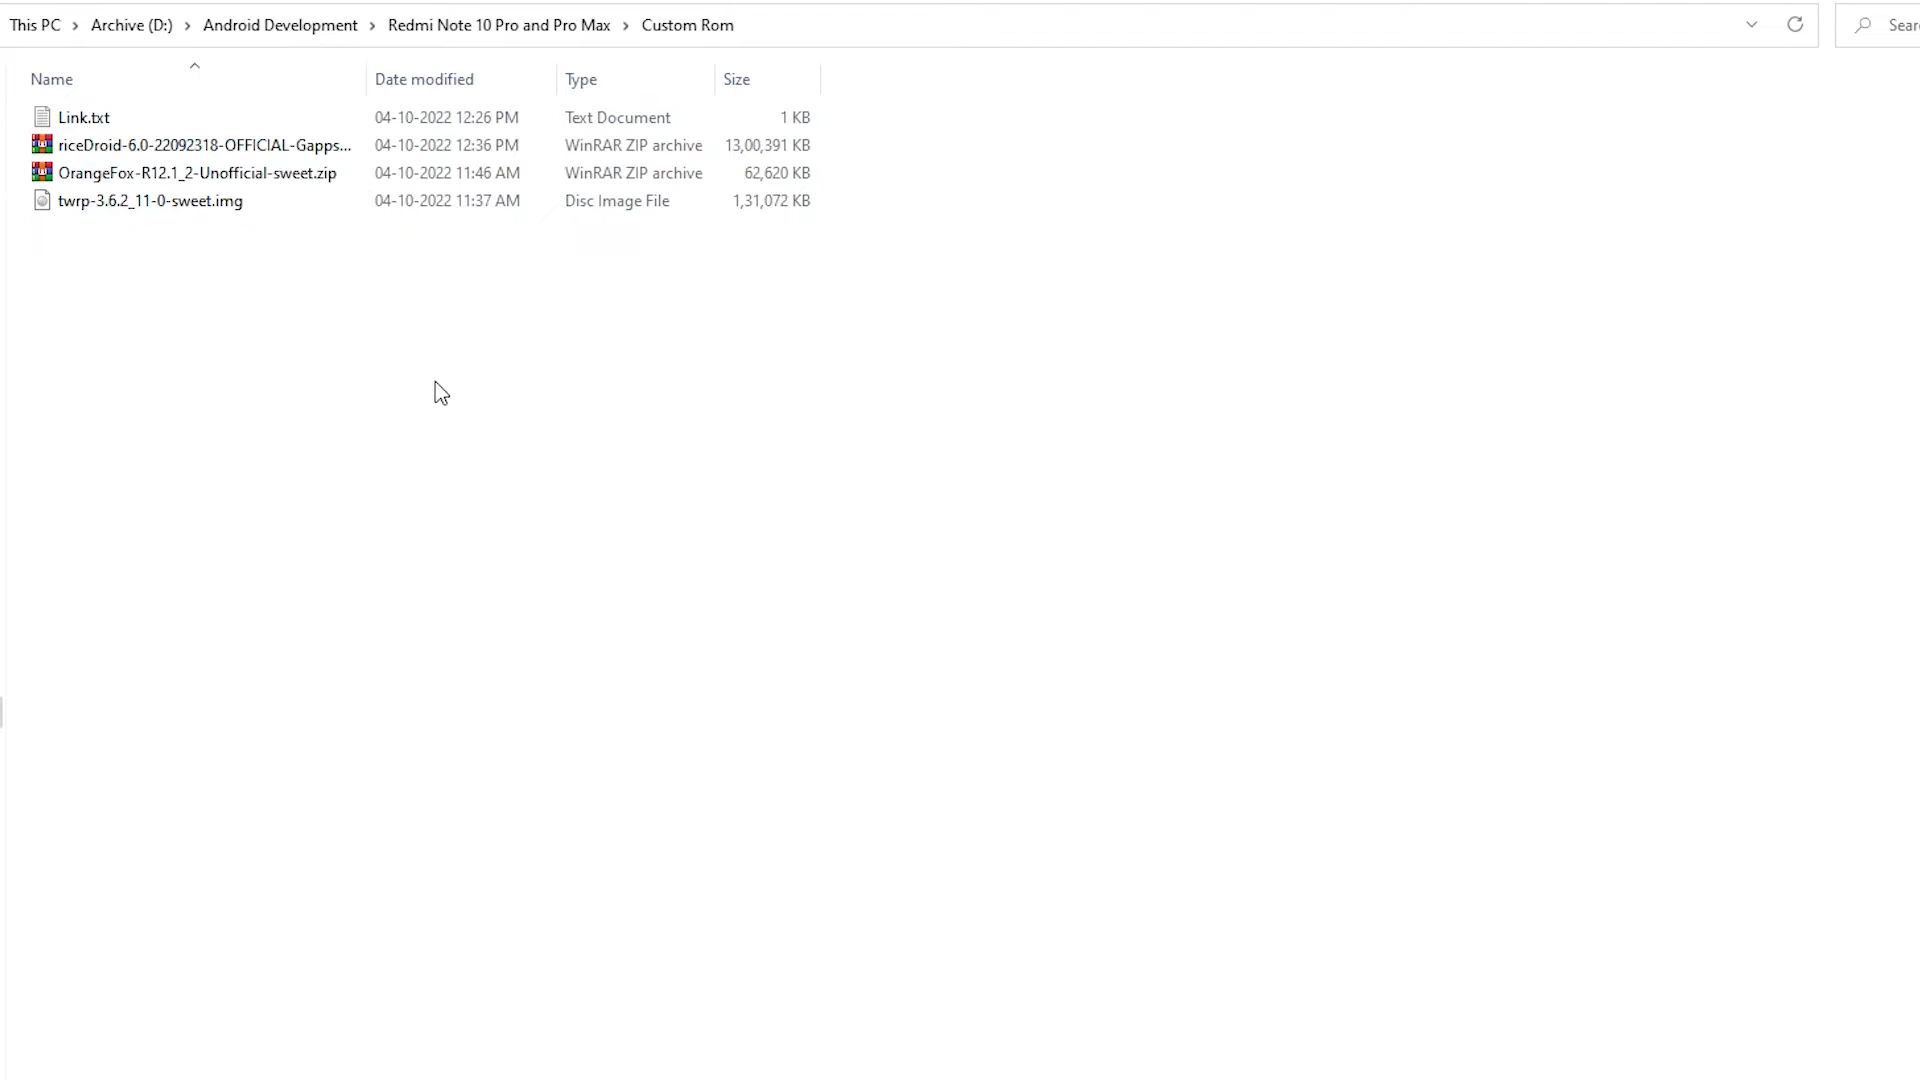 This PC > Archive (D:) > Android Development > Redmi Note 10 Pro and Pro Max > Custom Rom
Name Date modified Type Size
Link.txt 04-10-2022 12:26 PM Text Document 1 KB
riceDroid-6.0-22092318-OFFICIAL-Gapps... 04-10-2022 12:36 PM WinRAR ZIP archive 13,00,391 KB
OrangeFox-R12.1_2-Unofficial-sweet.zip 04-10-2022 11:46 AM WinRAR ZIP archive 62,620 KB
twrp-3.6.2_11-0-sweet.img 04-10-2022 11:37 AM Disc Image File 1,31,072 KB